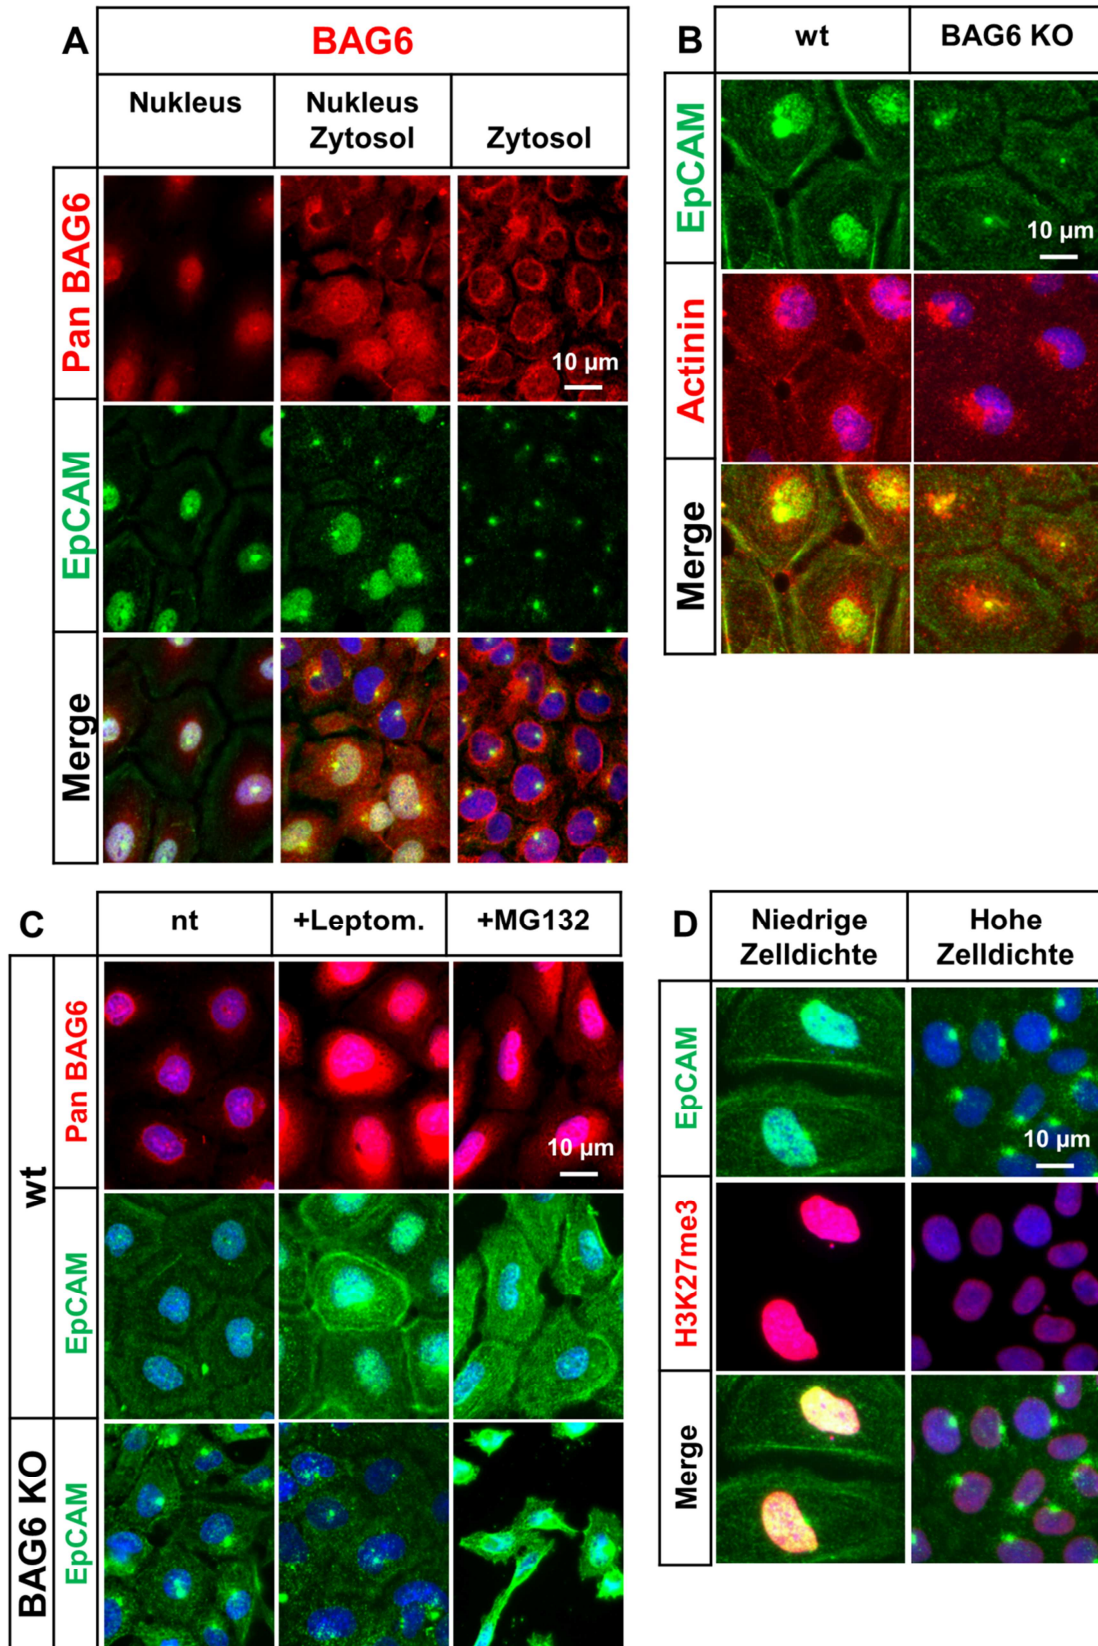 A
BAG6
Nukleus
Nukleus
Zytosol
Zytosol
Pan BAG6
10 µm
EpCAM
Merge
B
wt
BAG6 KO
EpCAM
10 µm
Actinin
Merge
C
nt
+Leptom.
+MG132
wt
Pan BAG6
10 µm
EpCAM
BAG6 KO
EpCAM
D
Niedrige
Zelldichte
Hohe
Zelldichte
EpCAM
10 µm
H3K27me3
Merge